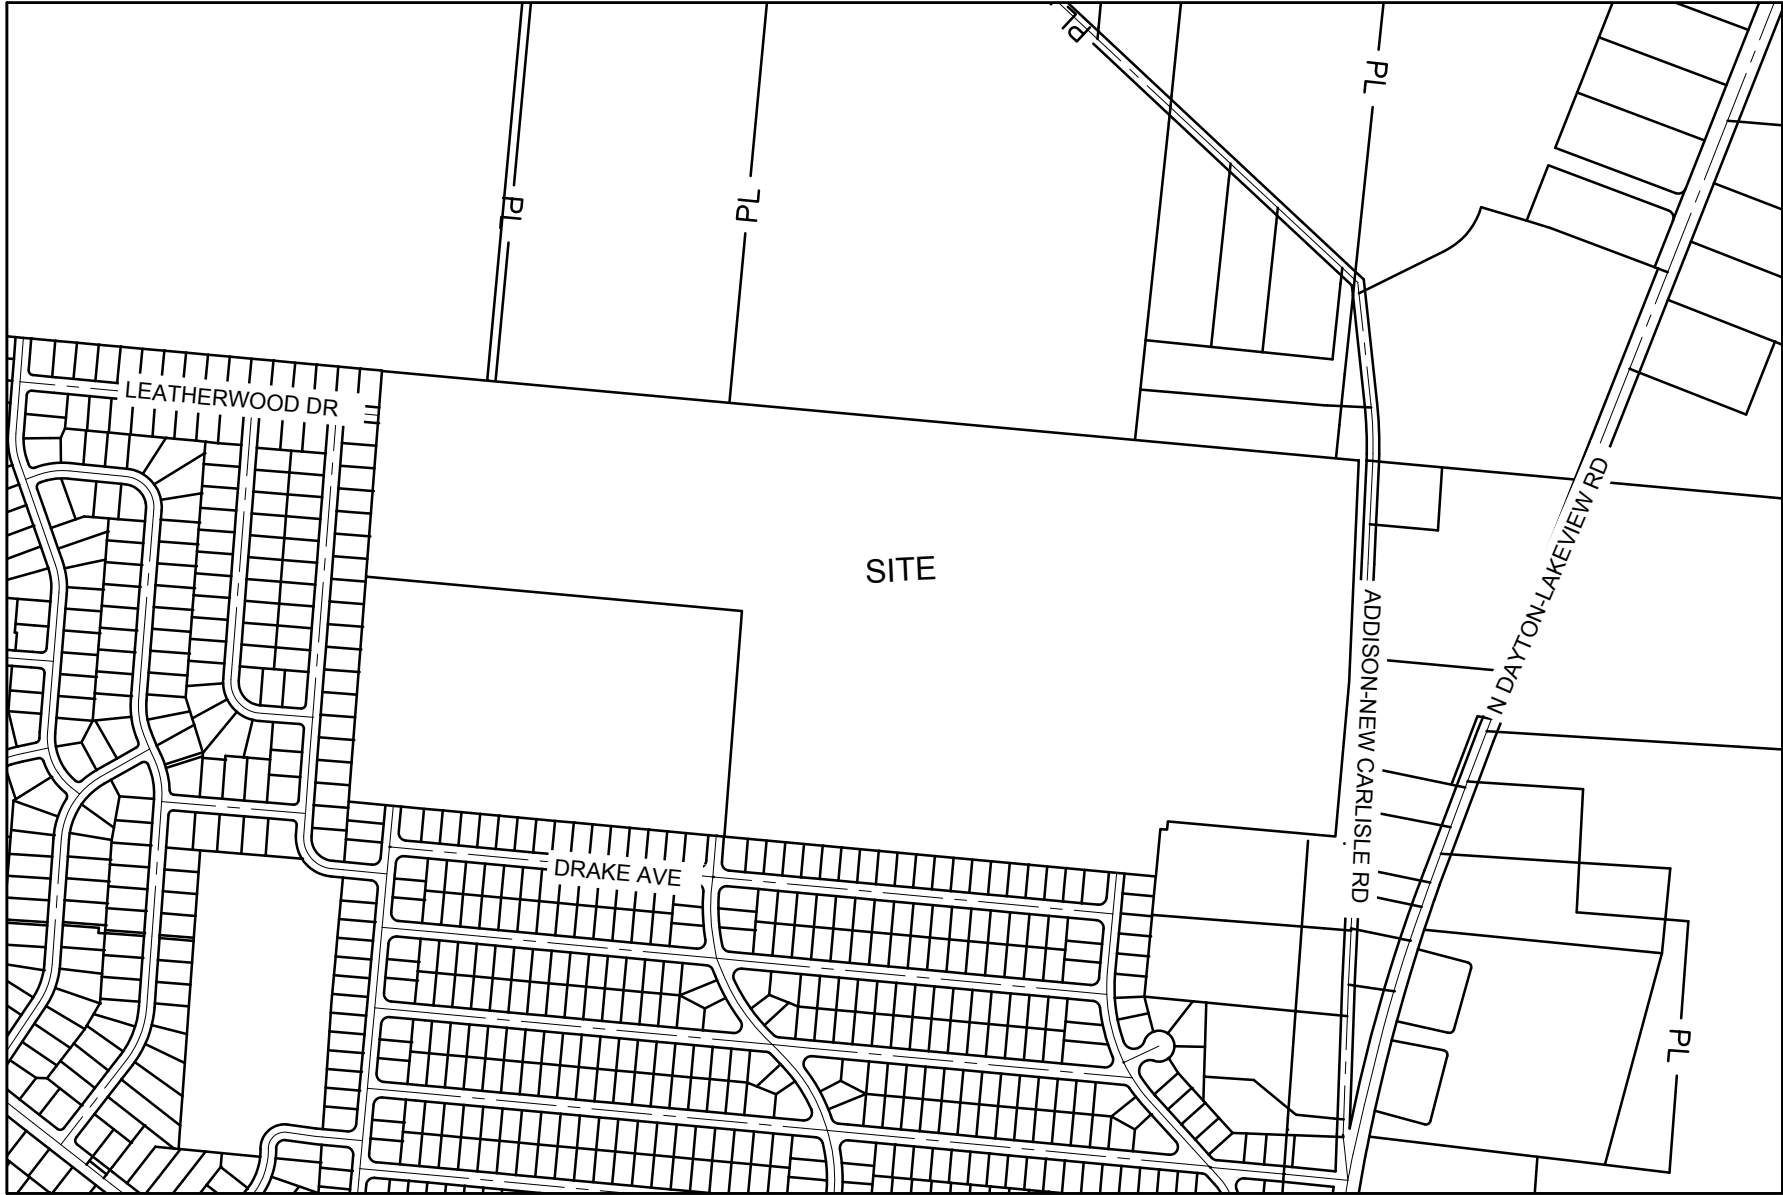 PL
PL
PL
PL
LEATHERWOOD DR
SITE
N DAYTON-LAKEVIEW RD
ADDISON-NEW CARLISLE RD
DRAKE AVE
PL